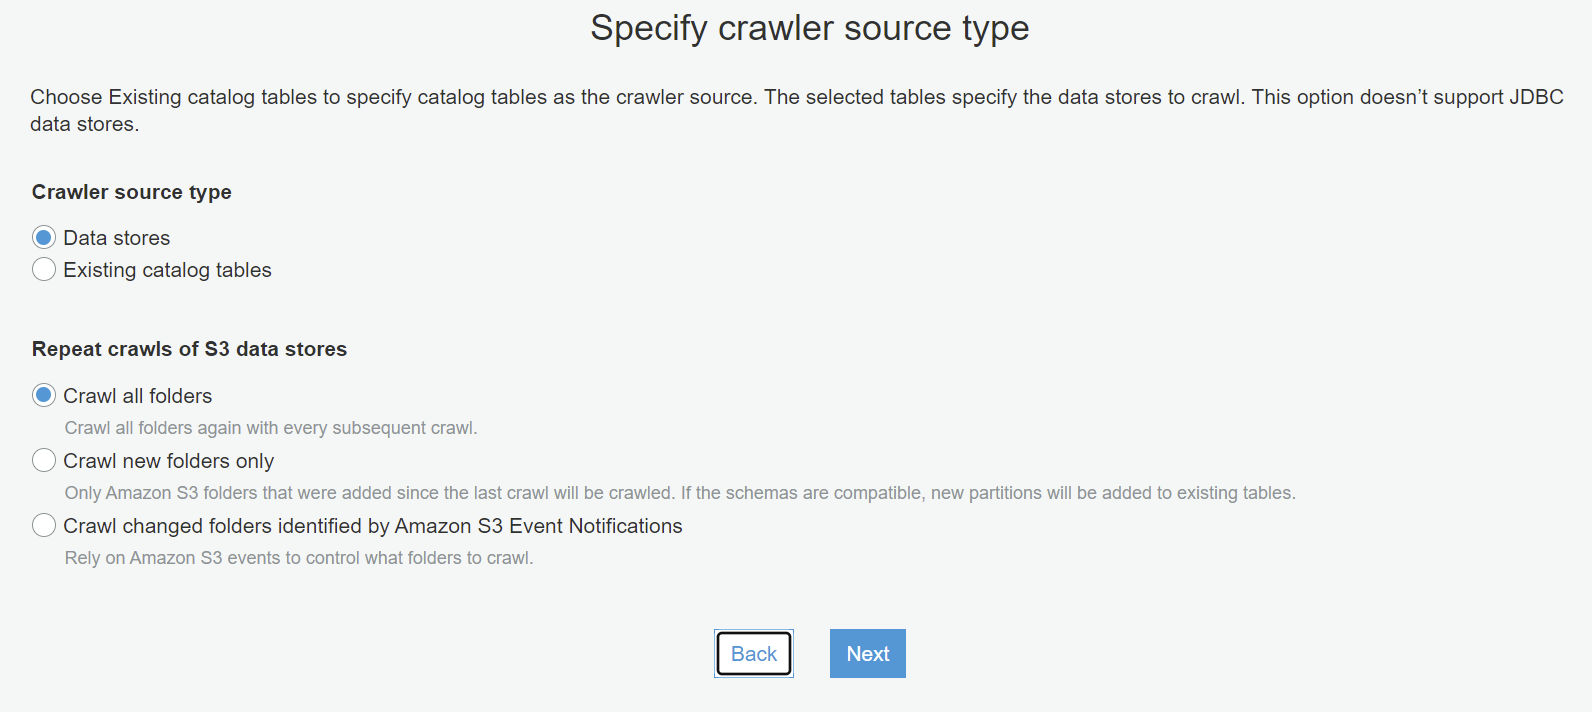 Specify crawler source type
Choose Existing catalog tables to specify catalog tables as the crawler source. The selected tables specify the data stores to crawl. This option doesn’t support JDBC
data stores.
Crawler source type
Data stores
Existing catalog tables
Repeat crawls of S3 data stores
Crawl all folders
Crawl all folders again with every subsequent crawl.
Crawl new folders only
Only Amazon S3 folders that were added since the last crawl will be crawled. If the schemas are compatible, new partitions will be added to existing tables.
Crawl changed folders identified by Amazon S3 Event Notifications
Rely on Amazon S3 events to control what folders to crawl.
Back Next